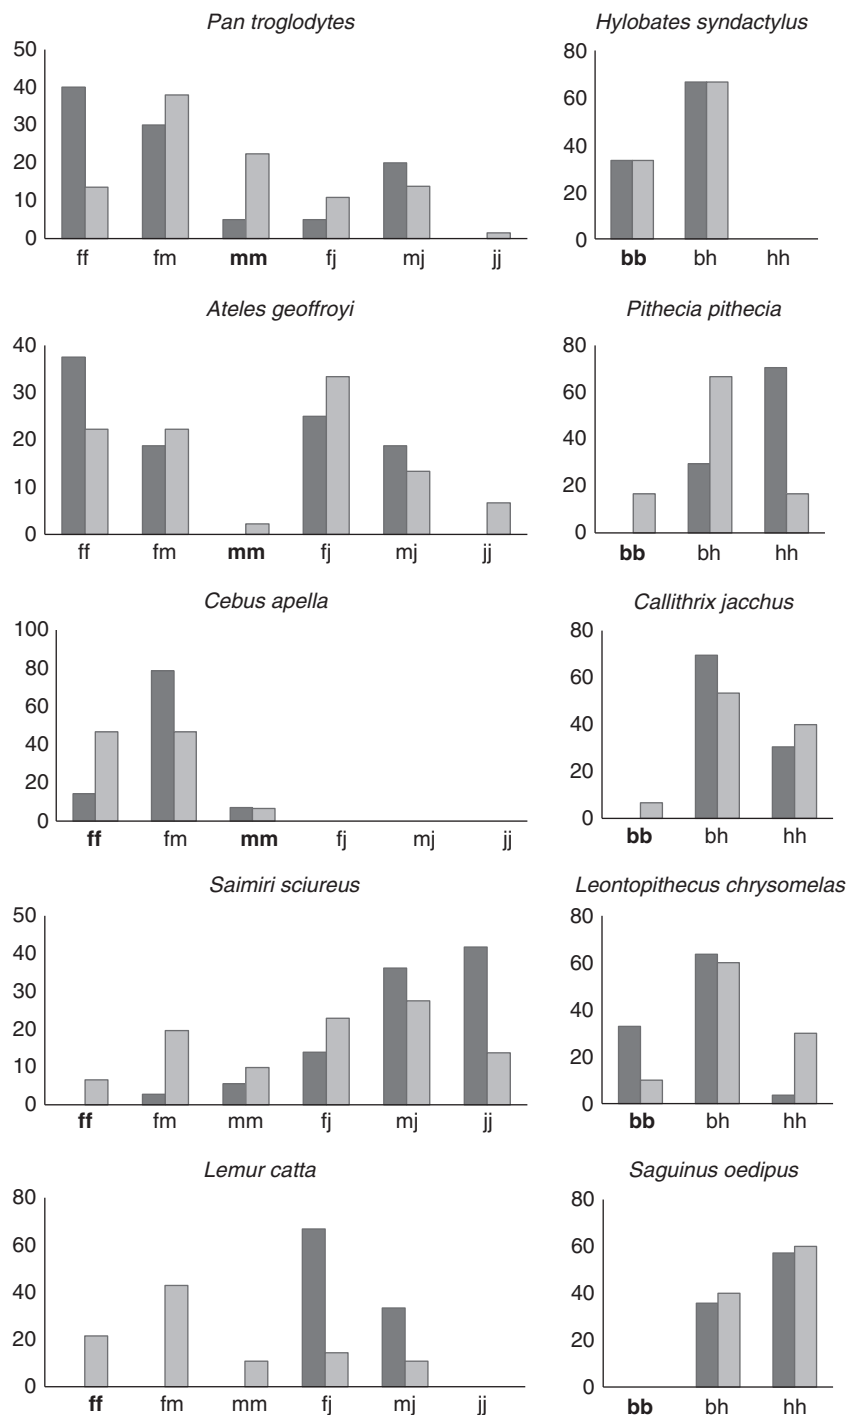 Pan troglodytes
50
40
30
20
10
0
ff fm mm fj mj jj
Hylobates syndactylus
80
60
40
20
0
bb bh hh
Ateles geoffroyi
40
30
20
10
0
ff fm mm fj mj jj
Pithecia pithecia
80
60
40
20
0
bb bh hh
Cebus apella
100
80
60
40
20
0
ff fm mm fj mj jj
Callithrix jacchus
80
60
40
20
0
bb bh hh
Saimiri sciureus
50
40
30
20
10
0
ff fm mm fj mj jj
Leontopithecus chrysomelas
80
60
40
20
0
bb bh hh
Lemur catta
80
60
40
20
0
ff fm mm fj mj jj
Saguinus oedipus
80
60
40
20
0
bb bh hh